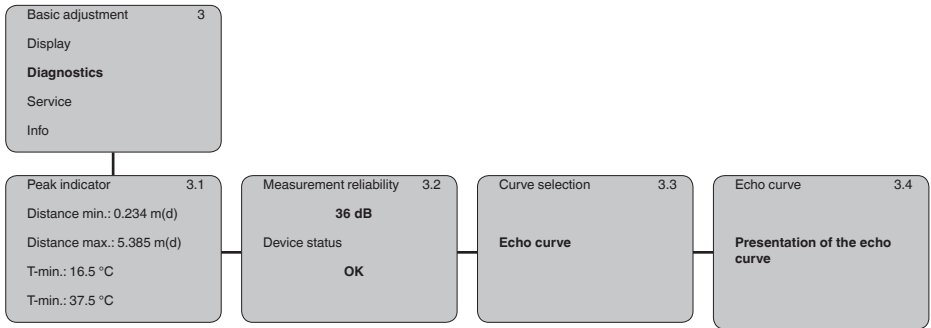 Basic adjustment 3
Display
Diagnostics
Service
Info
Peak indicator 3.1
Distance min.: 0.234 m(d)
Distance max.: 5.385 m(d)
T-min.: 16.5 °C
T-min.: 37.5 °C
Measurement reliability 3.2
36 dB
Device status
OK
Curve selection 3.3
Echo curve
Echo curve 3.4
Presentation of the echo
curve